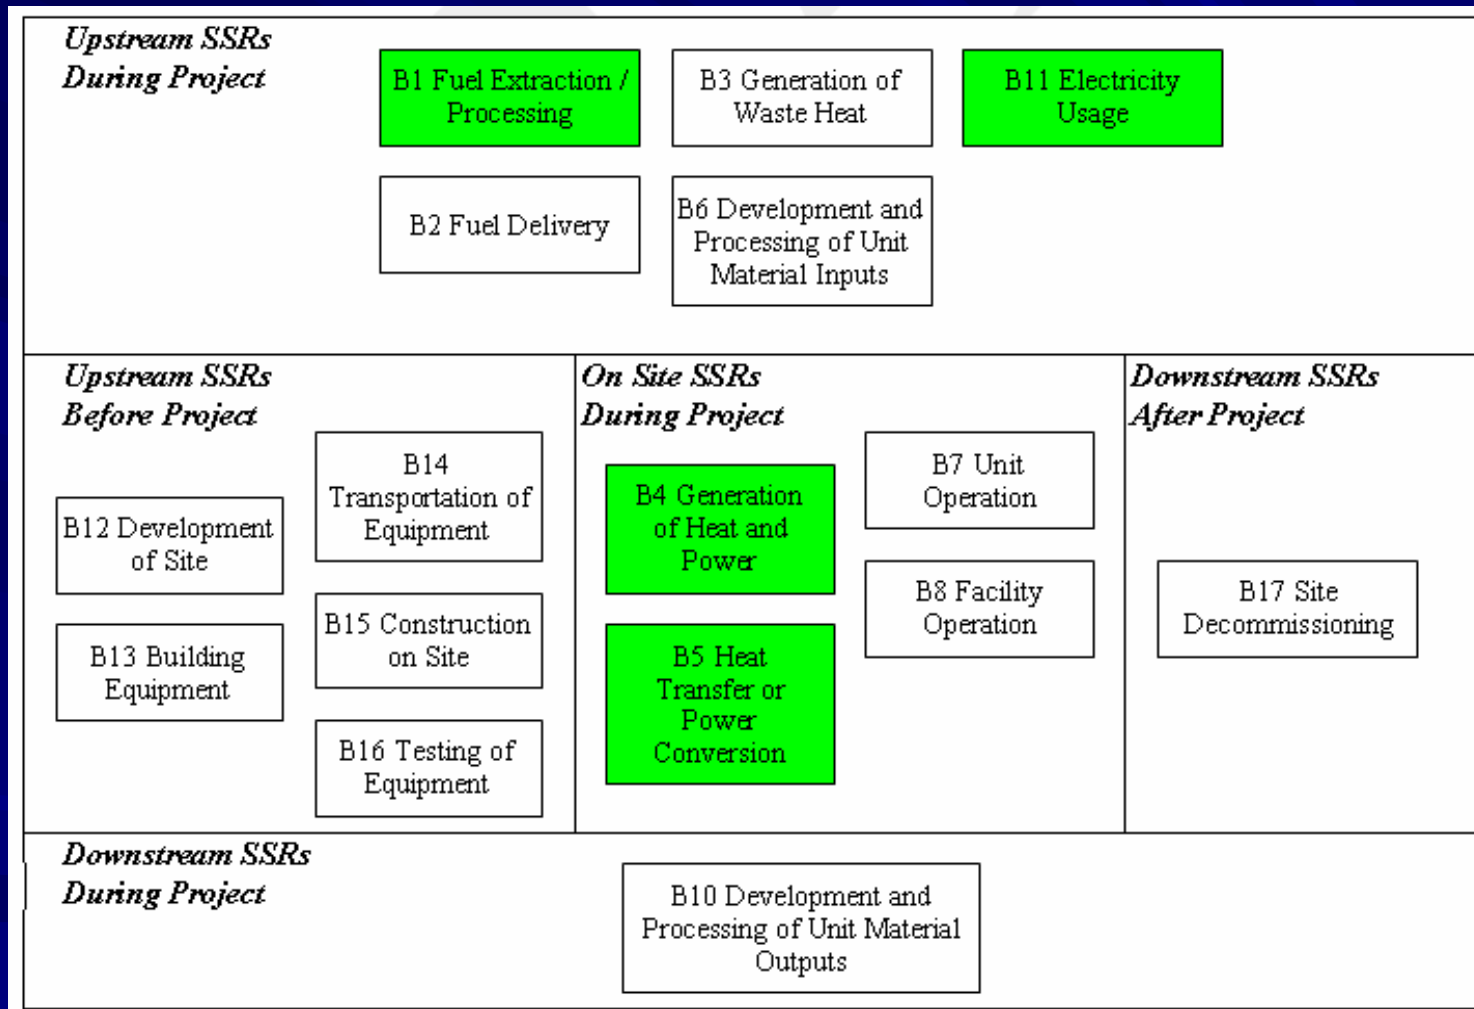 Upstream SSRs
During Project
B1 Fuel Extraction /
Processing
B3 Generation of
Waste Heat
B11 Electricity
Usage
B2 Fuel Delivery
B6 Development and
Processing of Unit
Material Inputs
Upstream SSRs
Before Project
B14
Transportation of
Equipment
B12 Development
of Site
B15 Construction
on Site
B13 Building
Equipment
B16 Testing of
Equipment
On Site SSRs
During Project
B7 Unit
Operation
B4 Generation
of Heat and
Power
B8 Facility
Operation
B5 Heat
Transfer or
Power
Conversion
Downstream SSRs
After Project
B17 Site
Decommissioning
Downstream SSRs
During Project
B10 Development and
Processing of Unit Material
Outputs